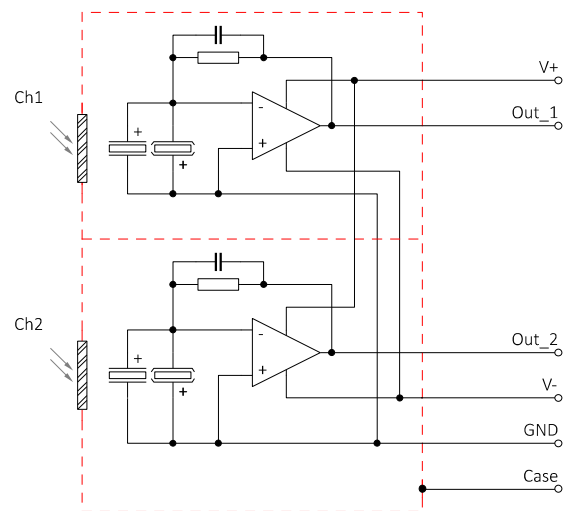 V+
Ch1
Out_1
+
-
+
+
Ch2
Out_2
+
-
+
+
V-
GND
Case